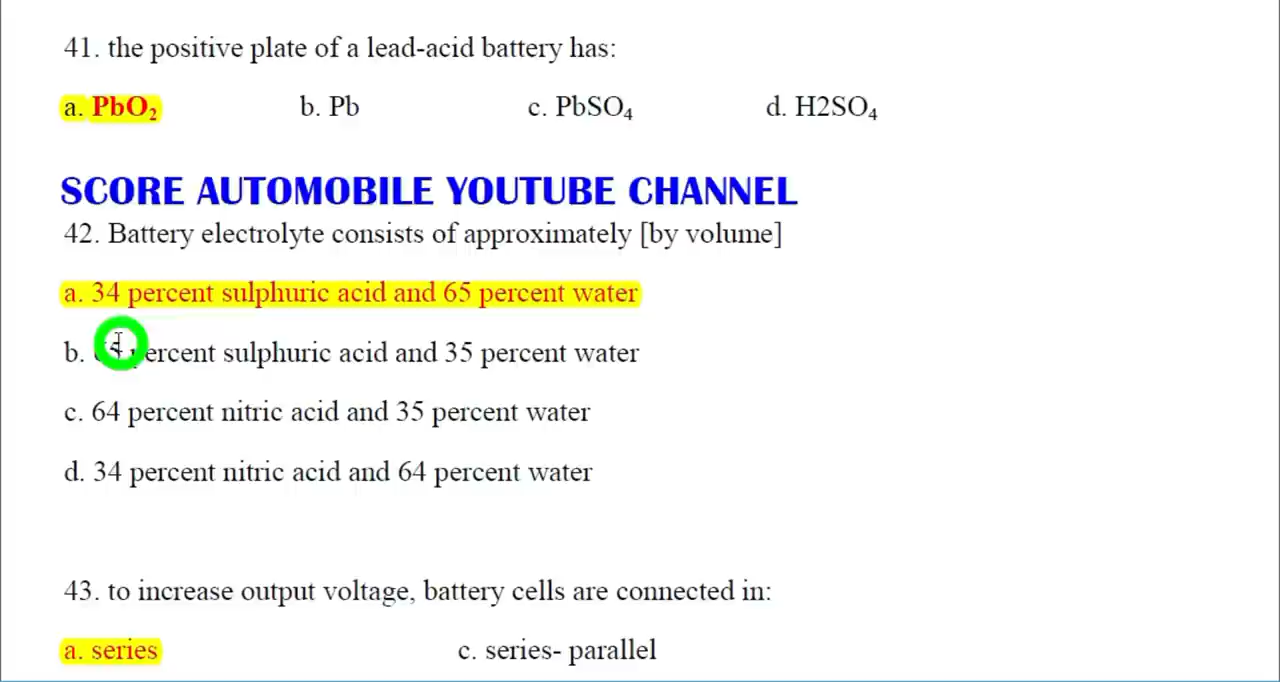 41. the positive plate of a lead-acid battery has:
a. PbO₂ b. Pb c. PbSO₄ d. H2SO₄
SCORE AUTOMOBILE YOUTUBE CHANNEL
42. Battery electrolyte consists of approximately [by volume]
a. 34 percent sulphuric acid and 65 percent water
b. percent sulphuric acid and 35 percent water
c. 64 percent nitric acid and 35 percent water
d. 34 percent nitric acid and 64 percent water
43. to increase output voltage, battery cells are connected in:
a. series c. series- parallel